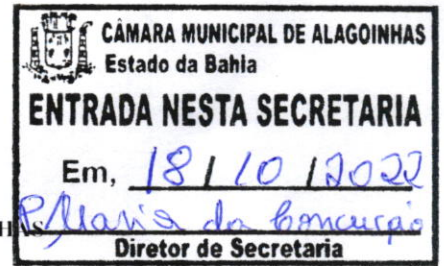 CÂMARA MUNICIPAL DE ALAGOINHAS
Estado da Bahia
ENTRADA NESTA SECRETARIA
Em, 18 / 10 / 2022
HAS P/Maria da Conceição
Diretor de Secretaria